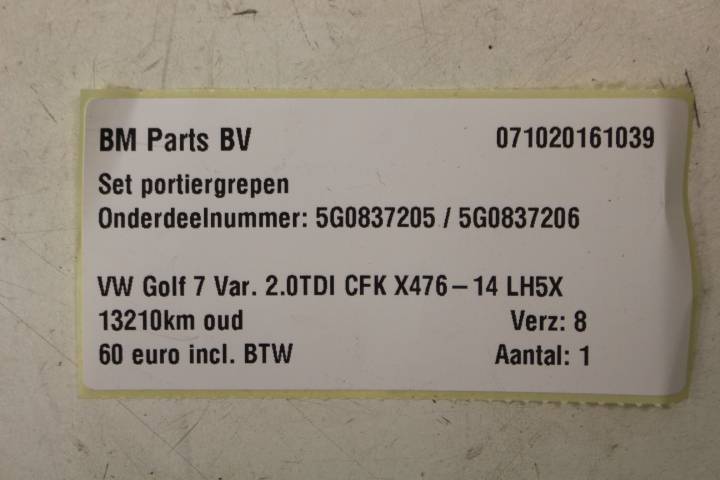 BM Parts BV 071020161039
Set portiergrepen
Onderdeelnummer: 5G0837205 / 5G0837206
VW Golf 7 Var. 2.0TDI CFK X476-14 LH5X
13210km oud Verz: 8
60 euro incl. BTW Aantal: 1